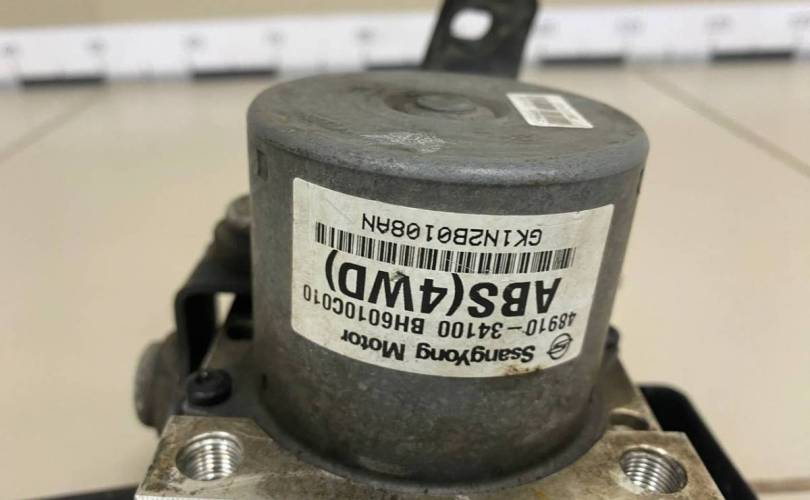 SsangYong Motor
48910-34100 BH6010C010
ABS(4WD)
GK1N2B0108AN